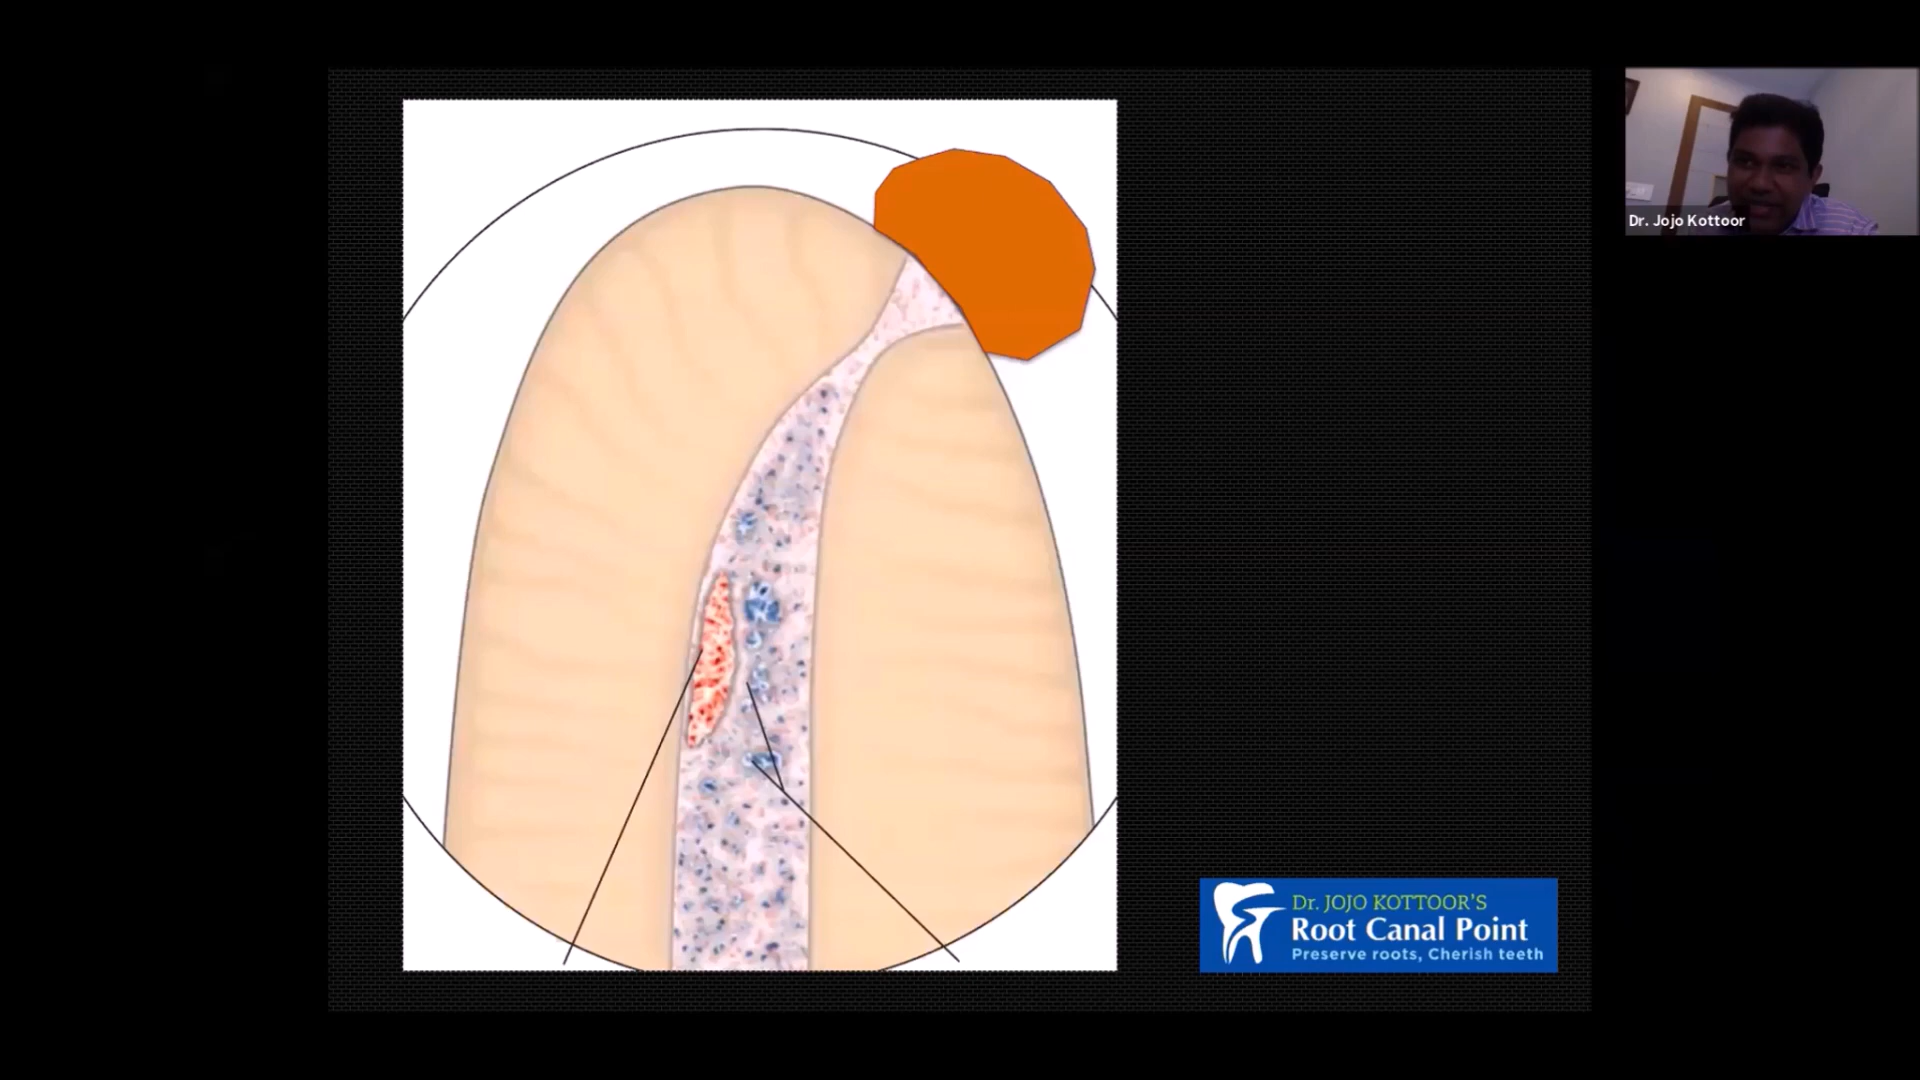 Dr. Jojo Kottoor
Dr. JOJO KOTTOOR'S
Root Canal Point
Preserve roots, Cherish teeth